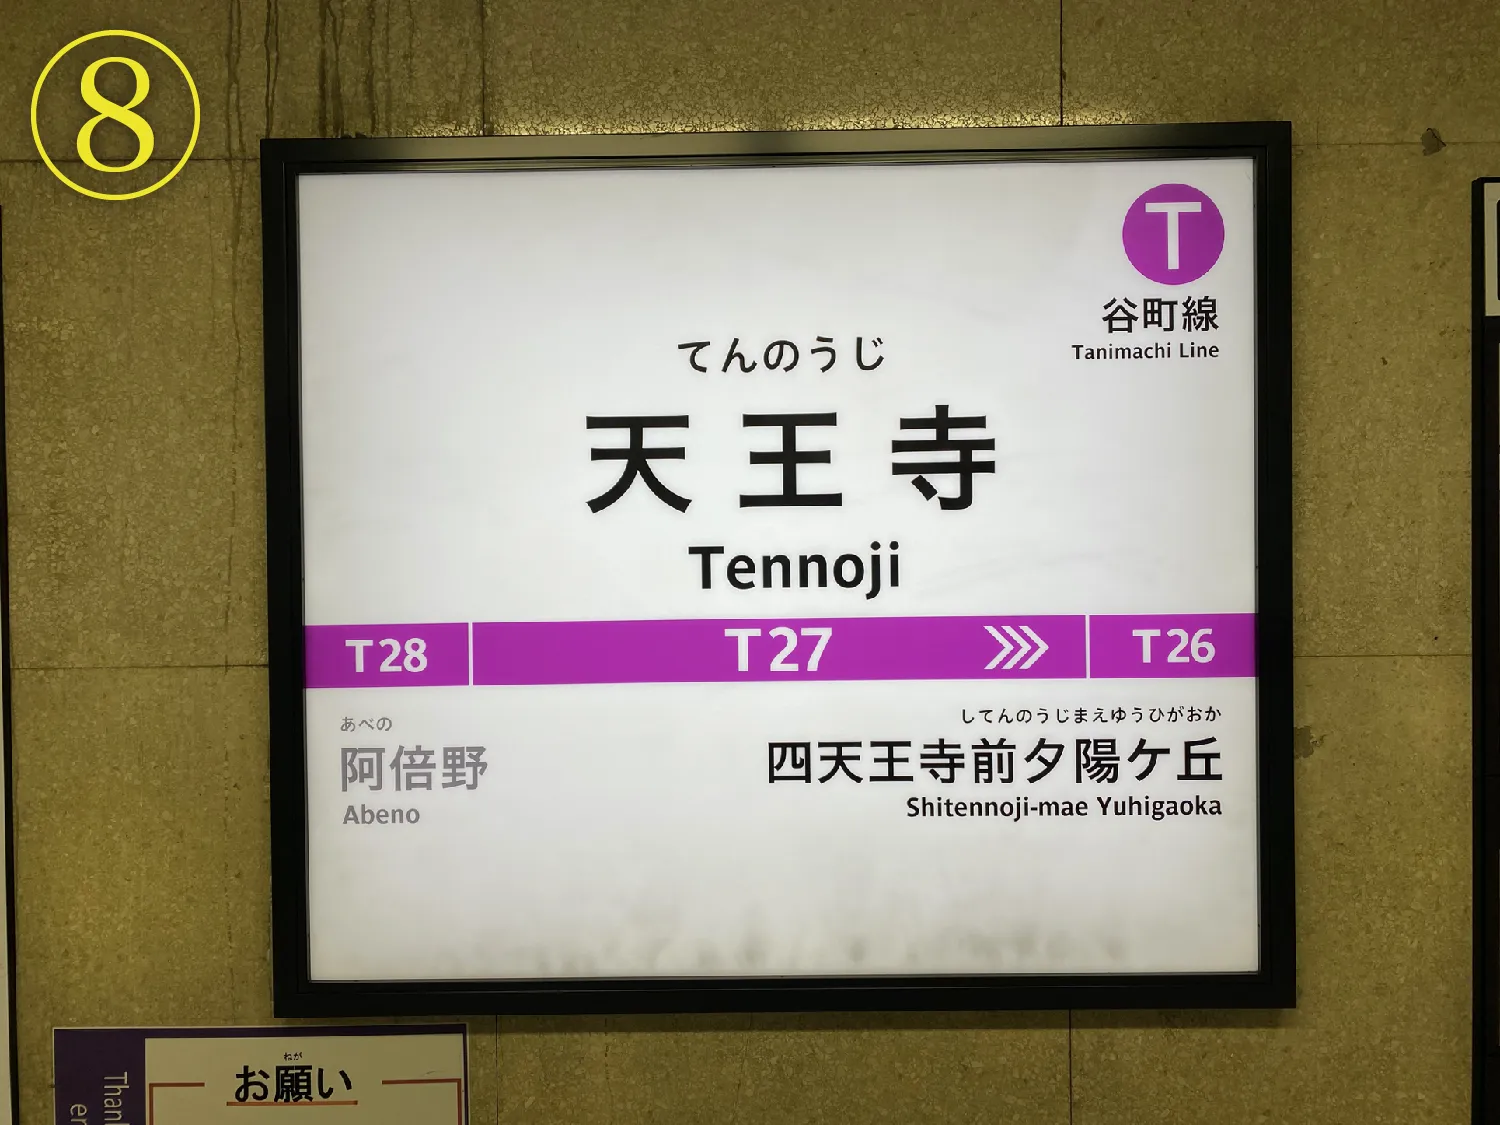 ⑧
T
谷町線
Tanimachi Line
てんのうじ
天王寺
Tennoji
T28
T27
T26
あべの
阿倍野
Abeno
してんのうじまえゆうひがおか
四天王寺前夕陽ケ丘
Shitennoji-mae Yuhigaoka
ねが
お願い